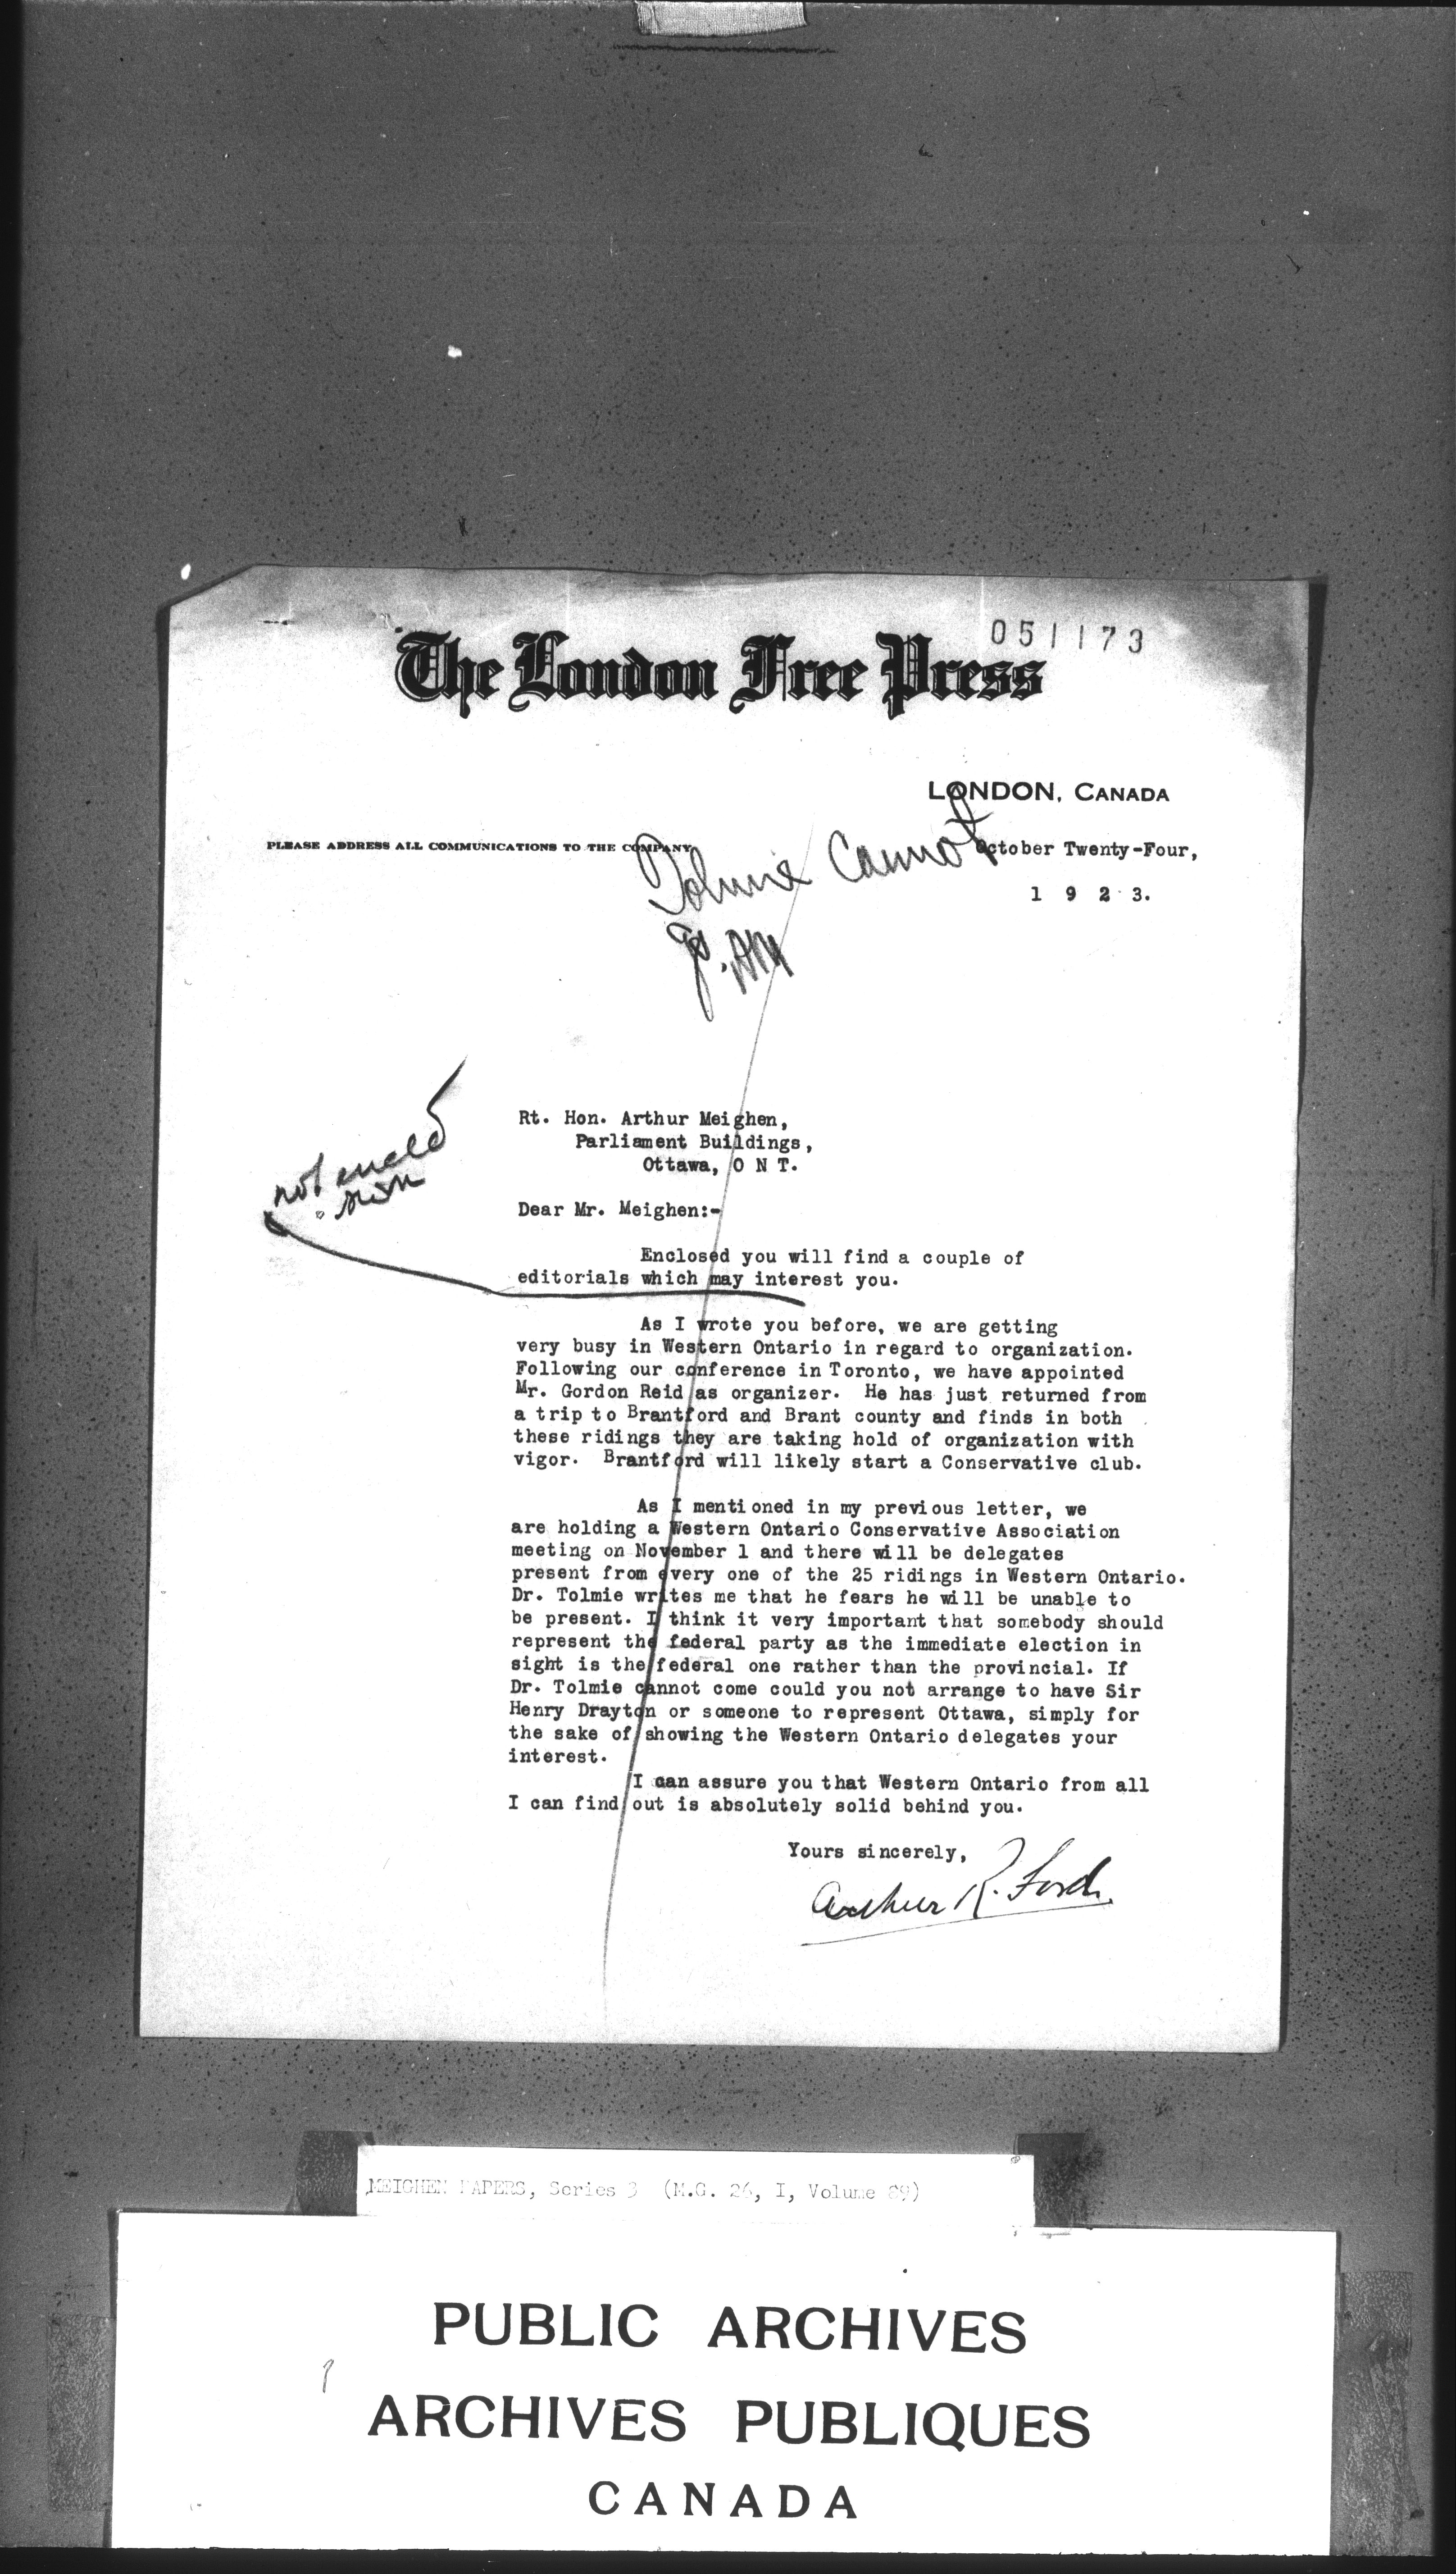 051173
The London Free Press
LONDON, CANADA
PLEASE ADDRESS ALL COMMUNICATIONS TO THE COMPANY
October Twenty-Four,
1 9 2 3.
Tolmie Cannot
go. AM
Rt. Hon. Arthur Meighen,
Parliament Buildings,
Ottawa, O N T.
not encld
Dear Mr. Meighen:-
Enclosed you will find a couple of
editorials which may interest you.
As I wrote you before, we are getting
very busy in Western Ontario in regard to organization.
Following our conference in Toronto, we have appointed
Mr. Gordon Reid as organizer. He has just returned from
a trip to Brantford and Brant county and finds in both
these ridings they are taking hold of organization with
vigor. Brantford will likely start a Conservative club.
As I mentioned in my previous letter, we
are holding a Western Ontario Conservative Association
meeting on November 1 and there will be delegates
present from every one of the 25 ridings in Western Ontario.
Dr. Tolmie writes me that he fears he will be unable to
be present. I think it very important that somebody should
represent the federal party as the immediate election in
sight is the federal one rather than the provincial. If
Dr. Tolmie cannot come could you not arrange to have Sir
Henry Drayton or someone to represent Ottawa, simply for
the sake of showing the Western Ontario delegates your
interest.
I can assure you that Western Ontario from all
I can find out is absolutely solid behind you.
Yours sincerely,
Arthur R. Ford.
MEIGHEN PAPERS, Series 3 (M.G. 26, I, Volume 89)
PUBLIC ARCHIVES
ARCHIVES PUBLIQUES
CANADA